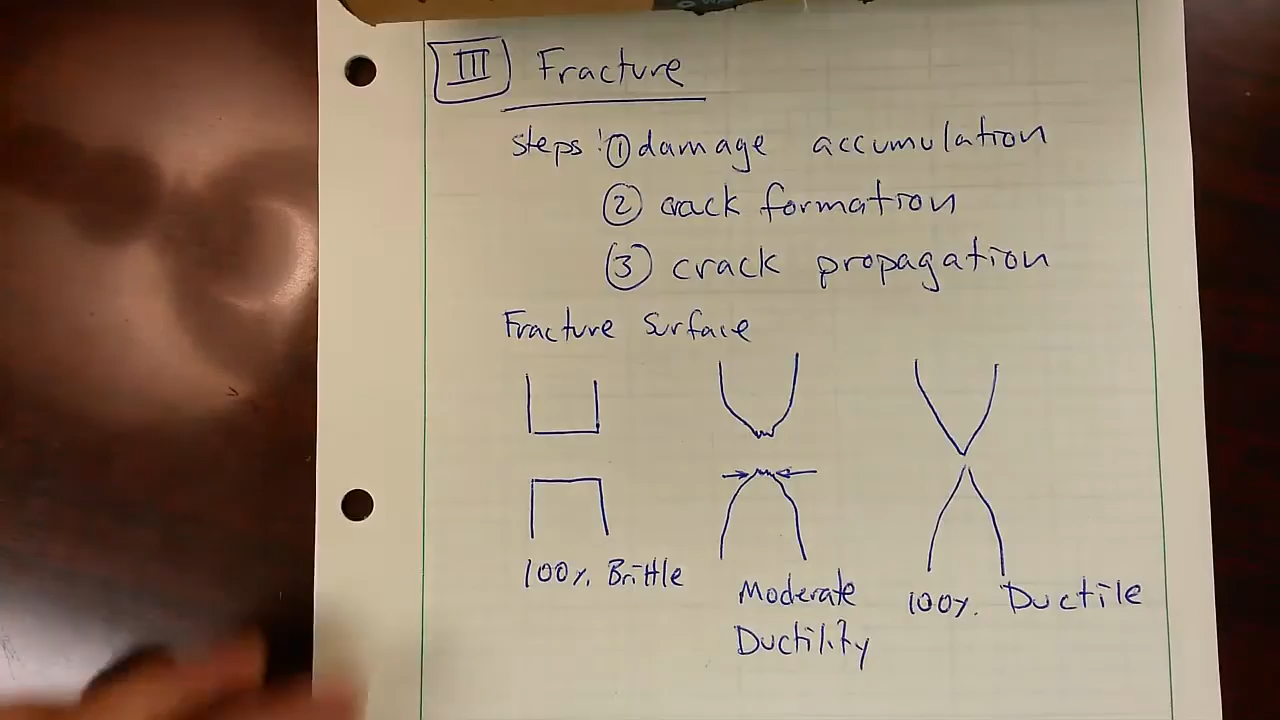 III Fracture
steps: ① damage accumulation
② crack formation
③ crack propagation
Fracture Surface
100% Brittle
Moderate
Ductility
100% Ductile